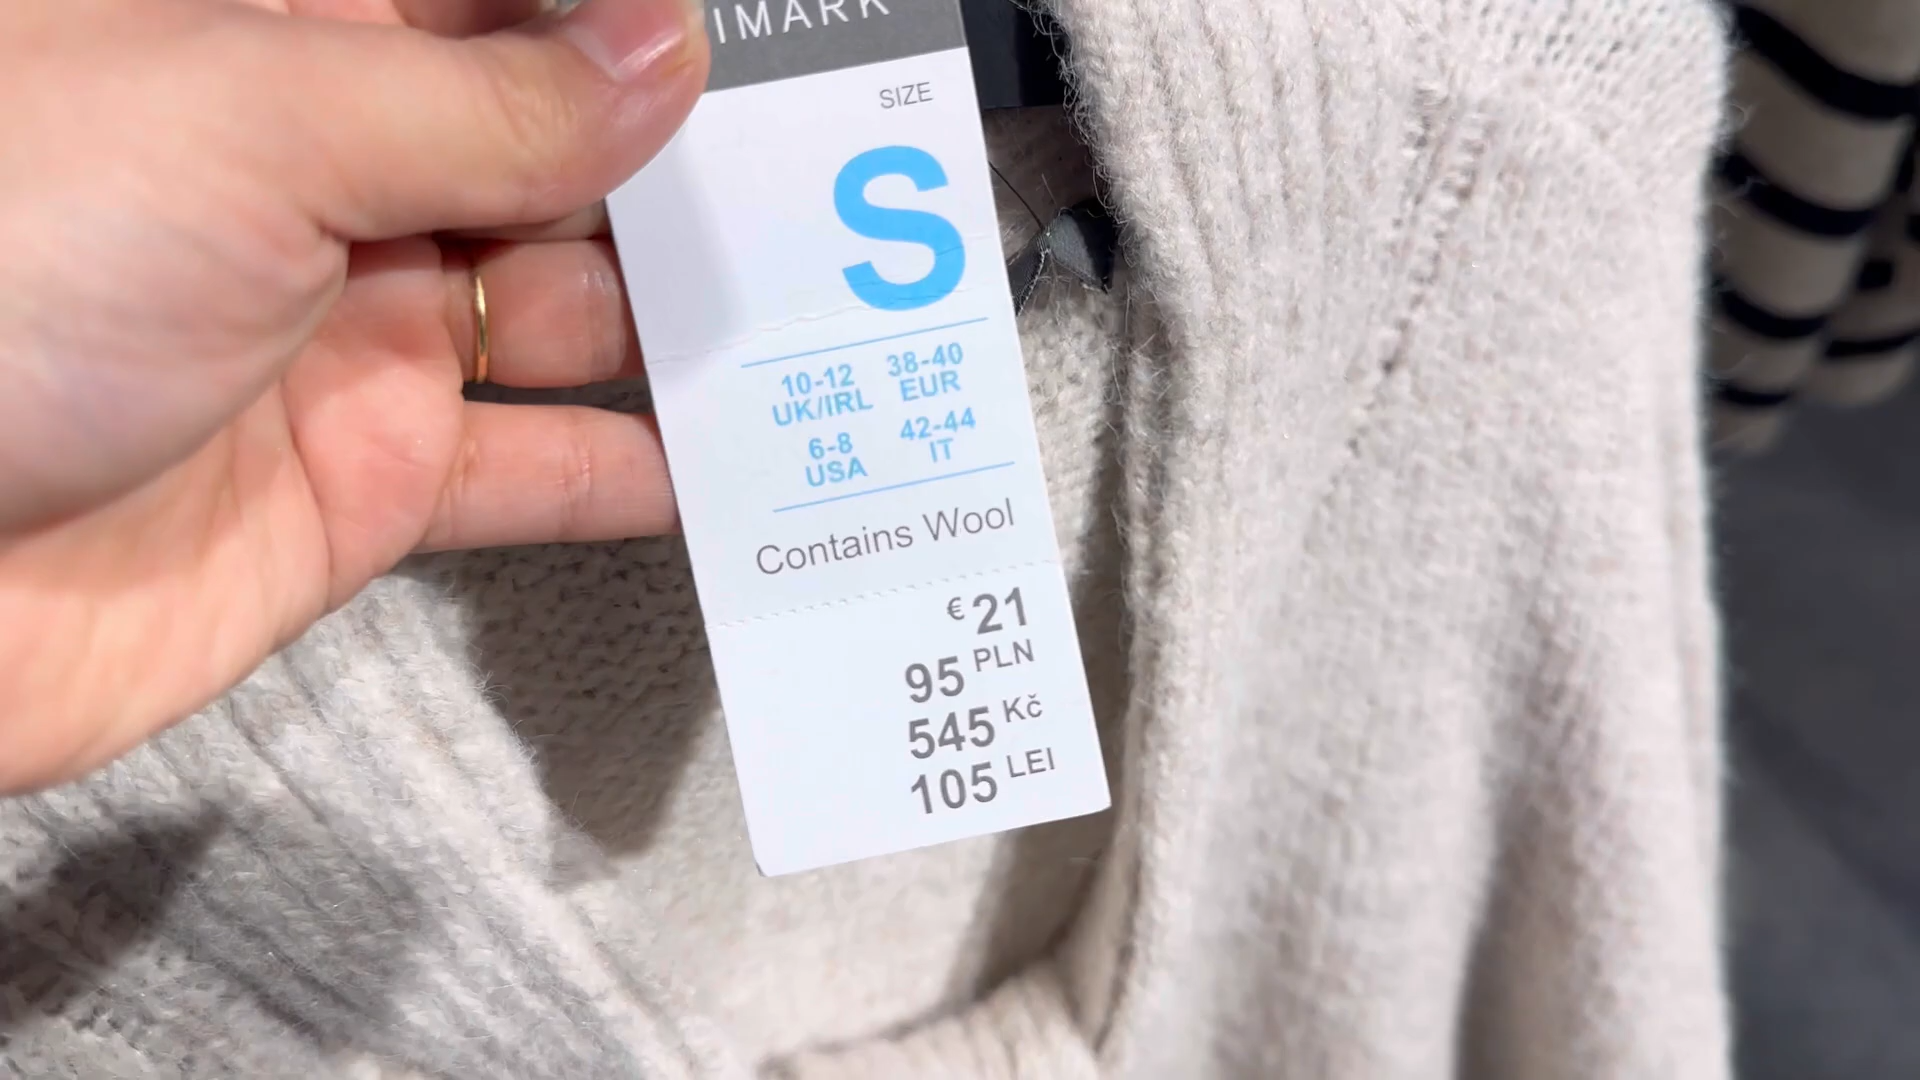 IMARK
SIZE
S
10-12 UK/IRL
38-40 EUR
6-8 USA
42-44 IT
Contains Wool
€21
95 PLN
545 Kč
105 LEI